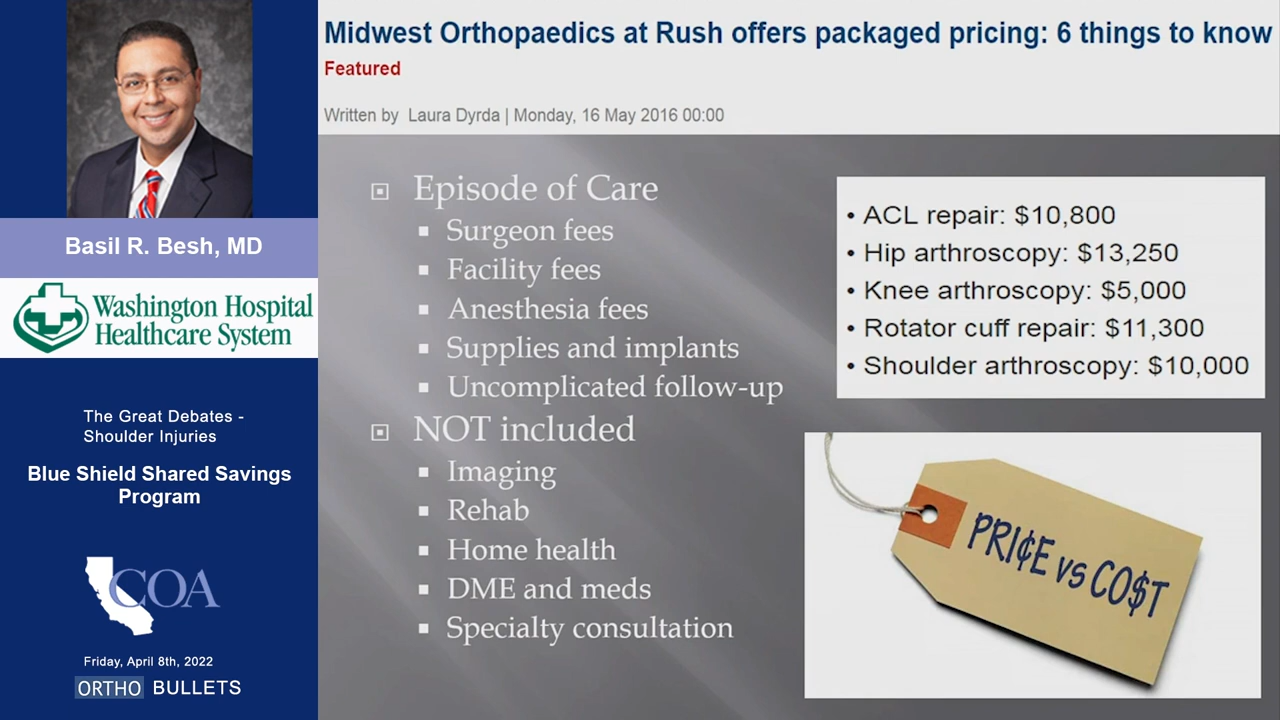 Basil R. Besh, MD
Washington Hospital
Healthcare System
The Great Debates -
Shoulder Injuries
Blue Shield Shared Savings
Program
COA
Friday, April 8th, 2022
ORTHO BULLETS
Midwest Orthopaedics at Rush offers packaged pricing: 6 things to know
Featured
Written by Laura Dyrda | Monday, 16 May 2016 00:00
Episode of Care
Surgeon fees
Facility fees
Anesthesia fees
Supplies and implants
Uncomplicated follow-up
NOT included
Imaging
Rehab
Home health
DME and meds
Specialty consultation
• ACL repair: $10,800
• Hip arthroscopy: $13,250
• Knee arthroscopy: $5,000
• Rotator cuff repair: $11,300
• Shoulder arthroscopy: $10,000
PRI¢E vs CO$T